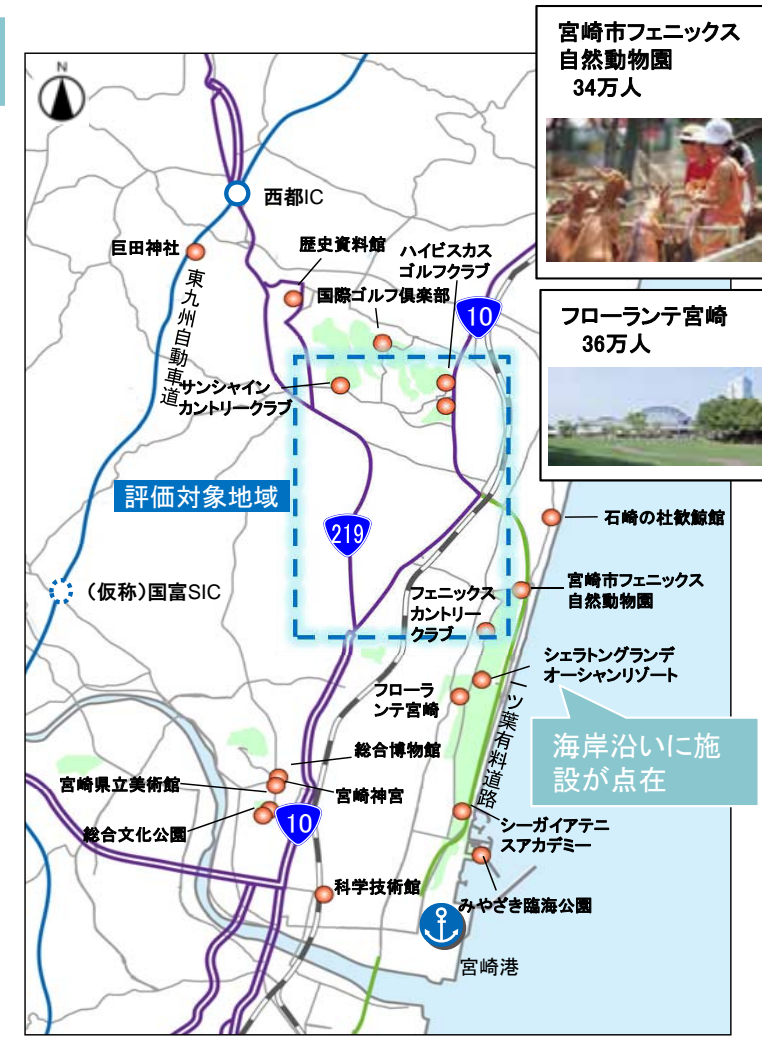 宮崎市フェニックス
自然動物園
34万人
N
西都IC
巨田神社
歴史資料館
ハイビスカス
ゴルフクラブ
国際ゴルフ倶楽部
10
東九州自動車道
フローランテ宮崎
36万人
サンシャイン
カントリークラブ
評価対象地域
219
石崎の杜歓鯨館
（仮称）国富SIC
フェニックス
カントリー
クラブ
宮崎市フェニックス
自然動物園
シェラトングランデ
オーシャンリゾート
フローラ
ンテ宮崎
一ツ葉有料道路
海岸沿いに施
設が点在
総合博物館
宮崎県立美術館
宮崎神宮
10
総合文化公園
シーガイアテニ
スアカデミー
科学技術館
みやざき臨海公園
宮崎港